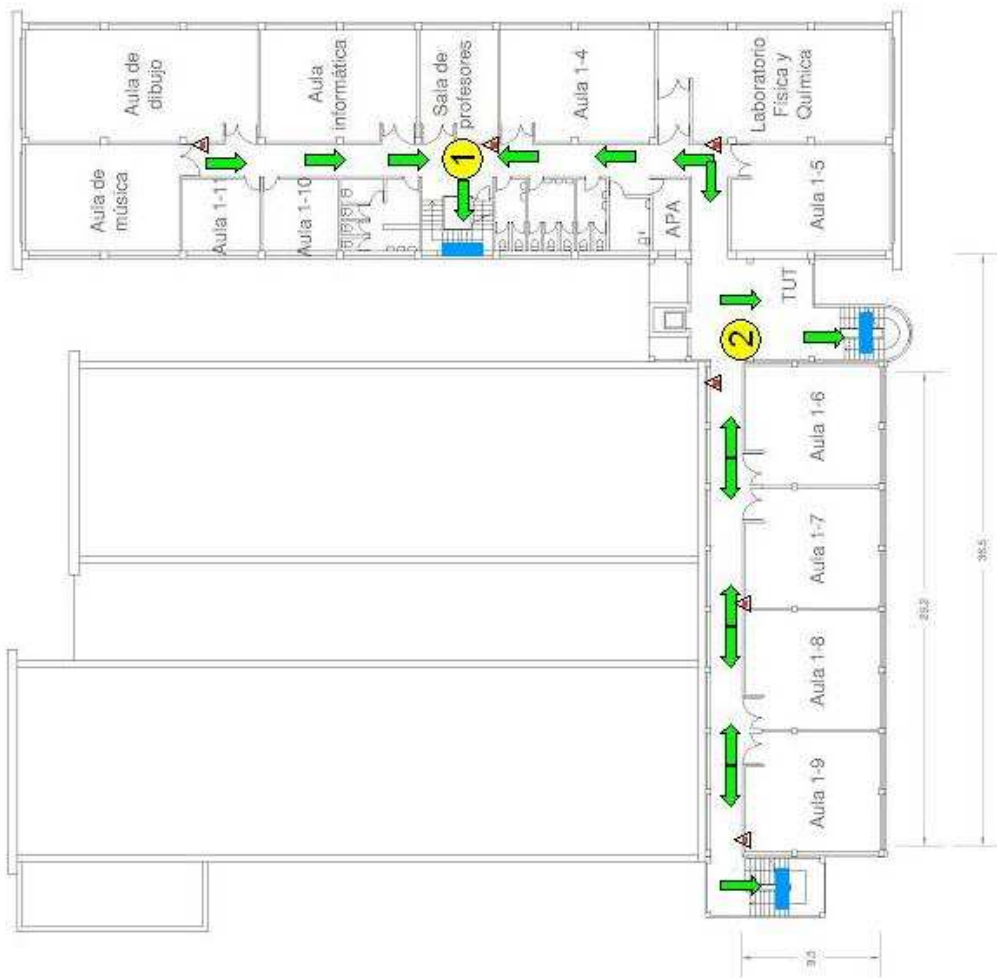 Aula de
dibujo
Aula
informática
Sala de
profesores
Aula 1-4
Laboratorio
Física y
Química
Aula de
música
Aula 1-11
Aula 1-10
1
APA
Aula 1-5
TUT
2
Aula 1-6
Aula 1-7
Aula 1-8
Aula 1-9
9.5